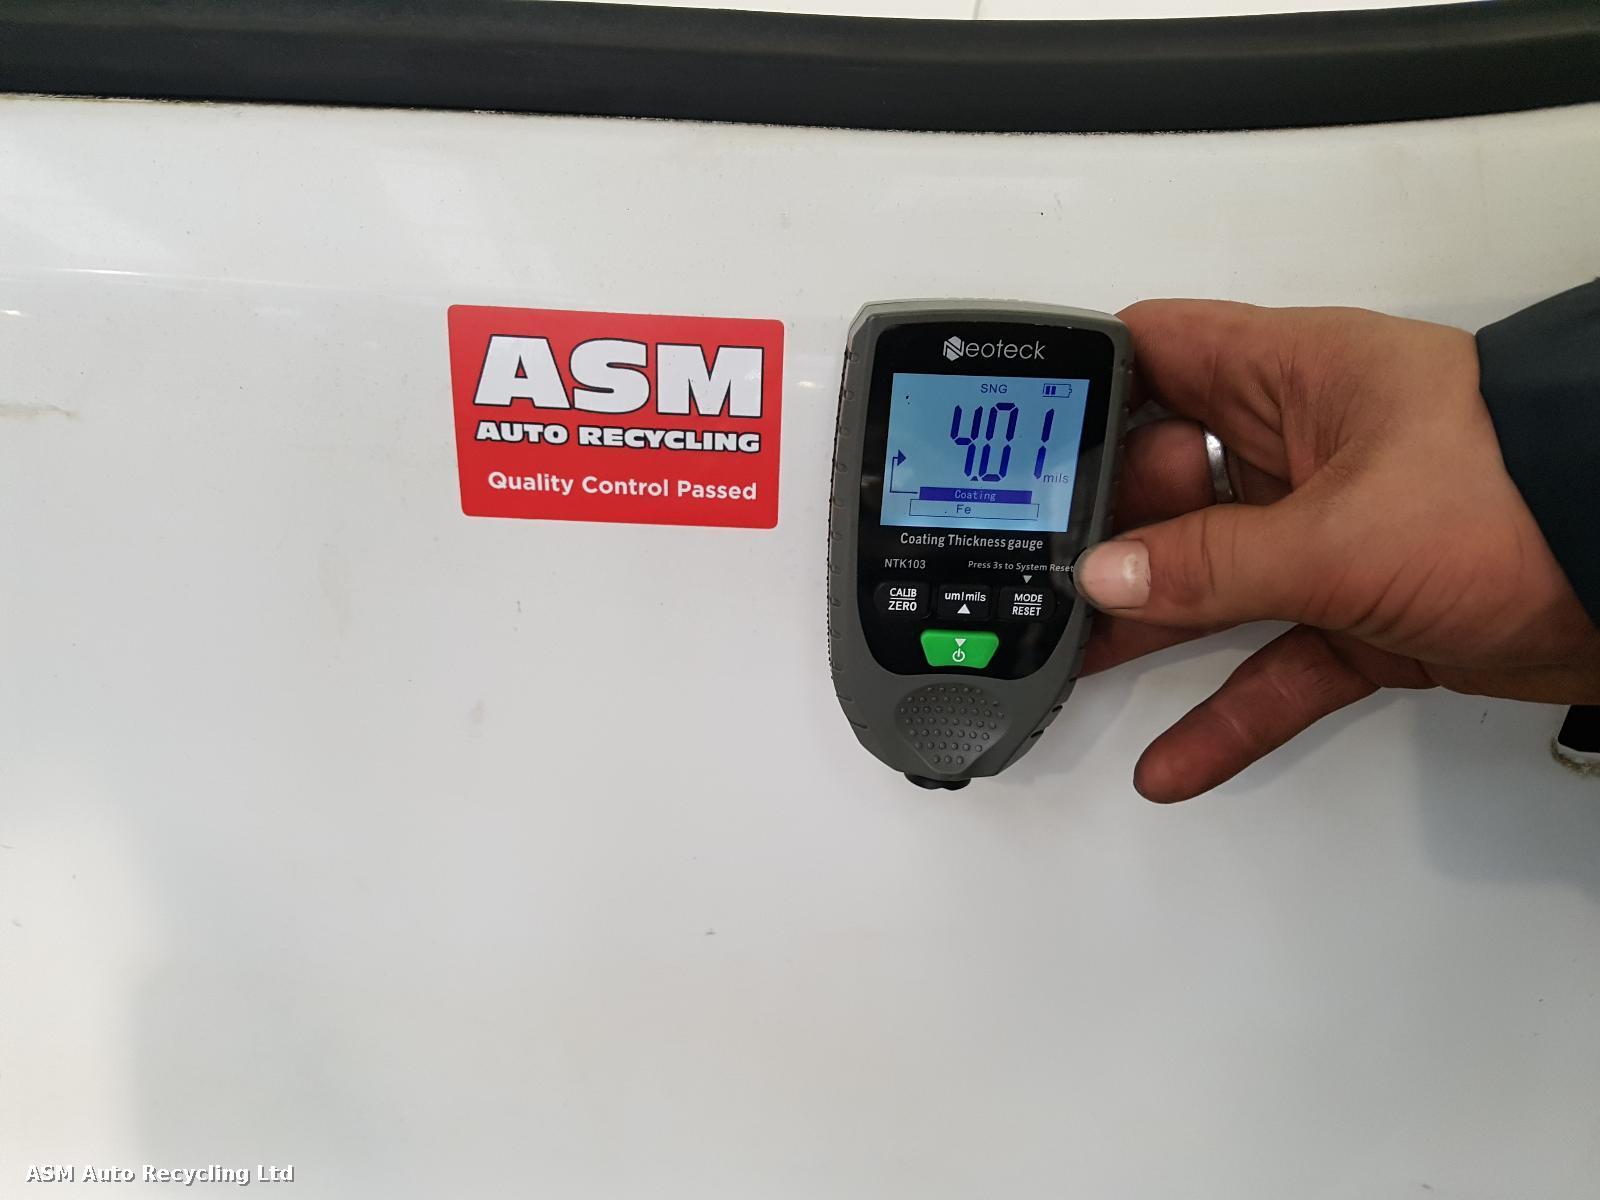 ASM
AUTO RECYCLING
Quality Control Passed
Neoteck
SNG
4.01
mils
Coating
Fe
Coating Thickness gauge
NTK103
Press 3s to System Reset
CALIB
ZERO
um/mils
MODE
RESET
ASM Auto Recycling Ltd